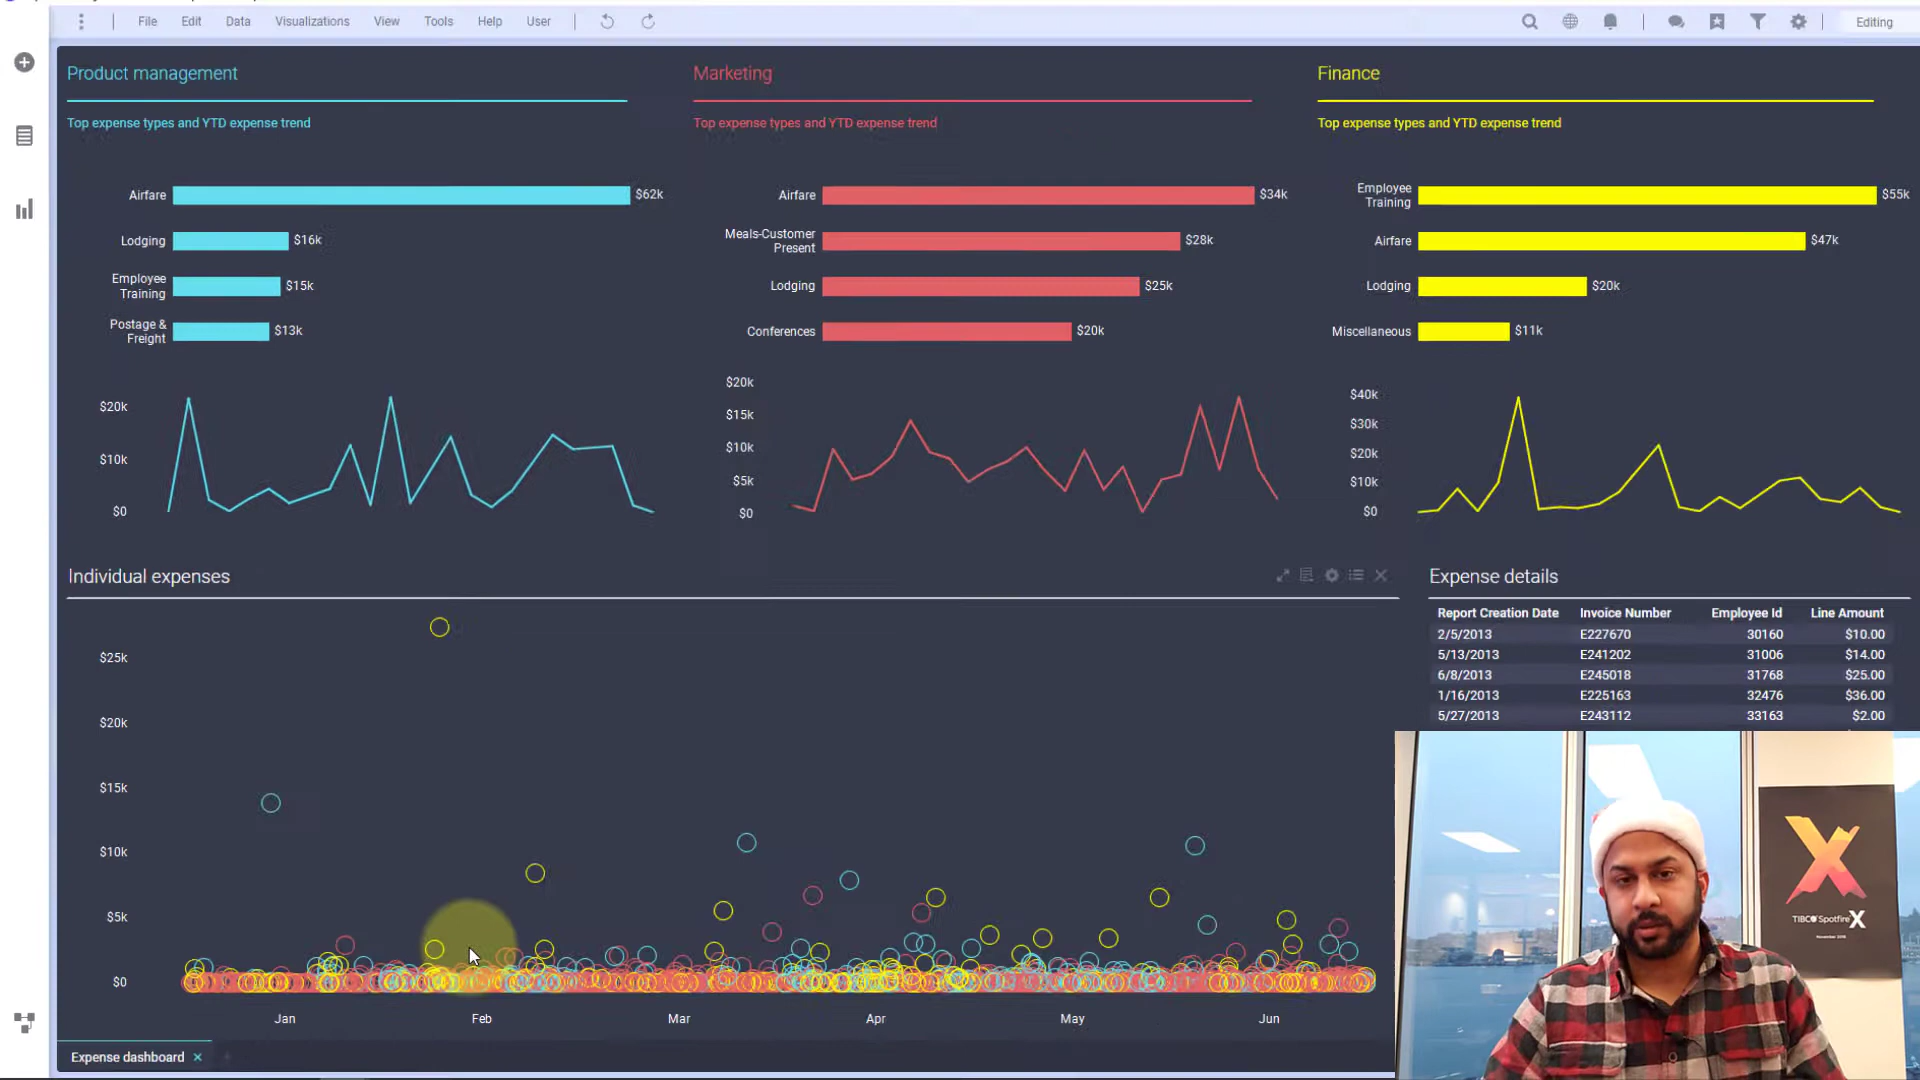 File Edit Data Visualizations View Tools Help User Editing
Product management
Top expense types and YTD expense trend
Airfare $62k
Lodging $16k
Employee
Training $15k
Postage &
Freight $13k
$20k
$10k
$0
Marketing
Top expense types and YTD expense trend
Airfare $34k
Meals-Customer
Present $28k
Lodging $25k
Conferences $20k
$20k
$15k
$10k
$5k
$0
Finance
Top expense types and YTD expense trend
Employee
Training $55k
Airfare $47k
Lodging $20k
Miscellaneous $11k
$40k
$30k
$20k
$10k
$0
Individual expenses
$25k
$20k
$15k
$10k
$5k
$0
Jan Feb Mar Apr May Jun
Expense details
Report Creation Date Invoice Number Employee Id Line Amount
2/5/2013 E227670 30160 $10.00
5/13/2013 E241202 31006 $14.00
6/8/2013 E245018 31768 $25.00
1/16/2013 E225163 32476 $36.00
5/27/2013 E243112 33163 $2.00
TIBCO Spotfire X
Expense dashboard